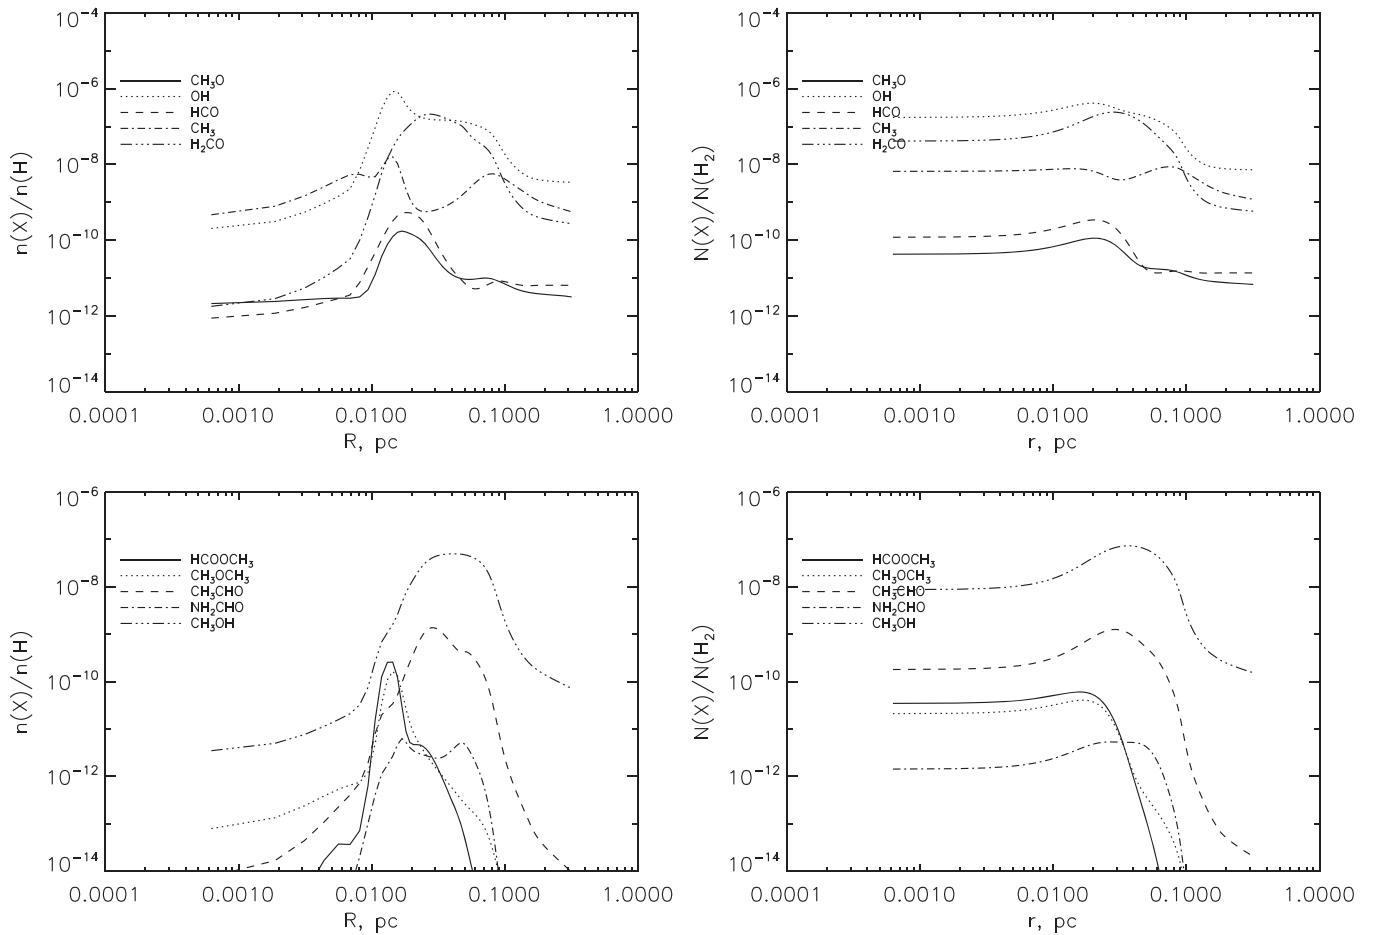 10⁻⁴
10⁻⁶
10⁻⁸
10⁻¹⁰
10⁻¹²
10⁻¹⁴
n(X)/n(H)
CH₃O
OH
HCO
CH₃
H₂CO
0.0001 0.0010 0.0100 0.1000 1.0000
R, pc
10⁻⁴
10⁻⁶
10⁻⁸
10⁻¹⁰
10⁻¹²
10⁻¹⁴
N(X)/N(H₂)
CH₃O
OH
HCO
CH₃
H₂CO
0.0001 0.0010 0.0100 0.1000 1.0000
r, pc
10⁻⁶
10⁻⁸
10⁻¹⁰
10⁻¹²
10⁻¹⁴
n(X)/n(H)
HCOOCH₃
CH₃OCH₃
CH₃CHO
NH₂CHO
CH₃OH
0.0001 0.0010 0.0100 0.1000 1.0000
R, pc
10⁻⁶
10⁻⁸
10⁻¹⁰
10⁻¹²
10⁻¹⁴
N(X)/N(H₂)
HCOOCH₃
CH₃OCH₃
CH₃CHO
NH₂CHO
CH₃OH
0.0001 0.0010 0.0100 0.1000 1.0000
r, pc